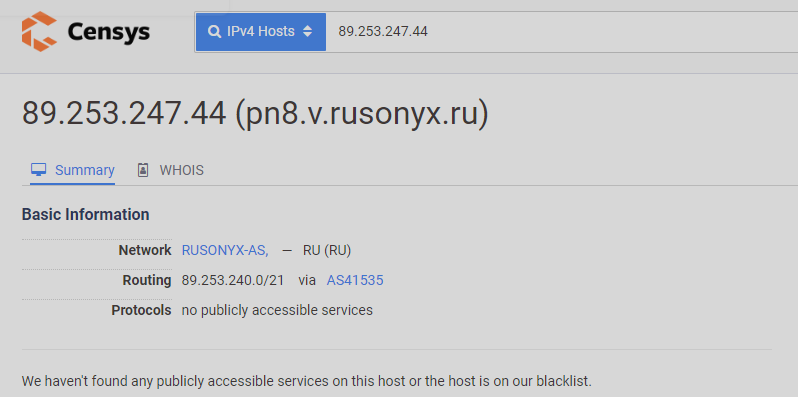 Censys IPv4 Hosts 89.253.247.44
89.253.247.44 (pn8.v.rusonyx.ru)
Summary WHOIS
Basic Information
Network RUSONYX-AS, — RU (RU)
Routing 89.253.240.0/21 via AS41535
Protocols no publicly accessible services
We haven't found any publicly accessible services on this host or the host is on our blacklist.